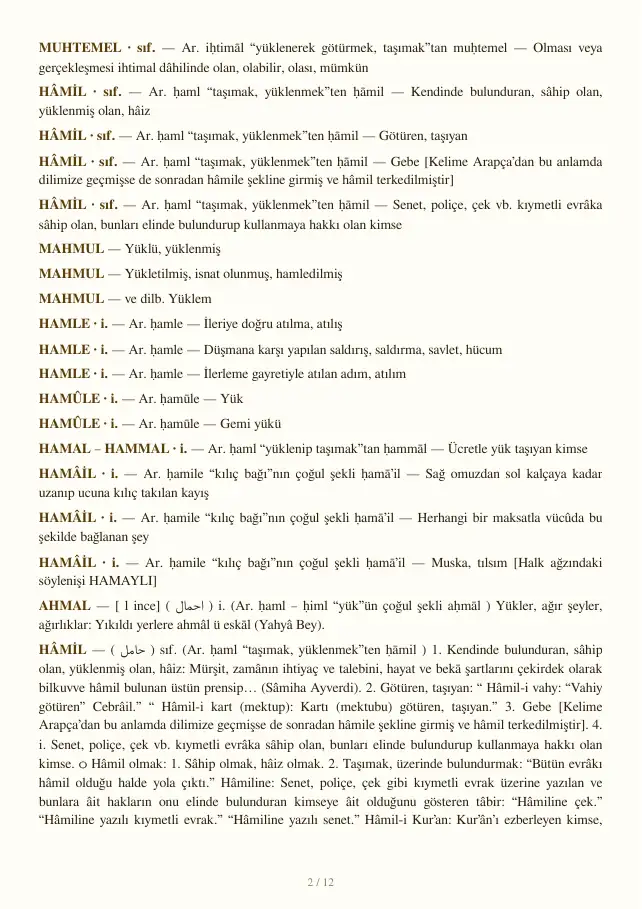 MUHTEMEL · sıf. — Ar. iḥtimāl “yüklenerek götürmek, taşımak”tan muḥtemel — Olması veya
gerçekleşmesi ihtimal dâhilinde olan, olabilir, olası, mümkün
HÂMİL · sıf. — Ar. ḥaml “taşımak, yüklenmek”ten ḥāmil — Kendinde bulunduran, sâhip olan,
yüklenmiş olan, hâiz
HÂMİL · sıf. — Ar. ḥaml “taşımak, yüklenmek”ten ḥāmil — Götüren, taşıyan
HÂMİL · sıf. — Ar. ḥaml “taşımak, yüklenmek”ten ḥāmil — Gebe [Kelime Arapça’dan bu anlamda
dilimize geçmişse de sonradan hâmile şekline girmiş ve hâmil terkedilmiştir]
HÂMİL · sıf. — Ar. ḥaml “taşımak, yüklenmek”ten ḥāmil — Senet, poliçe, çek vb. kıymetli evrâka
sâhip olan, bunları elinde bulundurup kullanmaya hakkı olan kimse
MAHMUL — Yüklü, yüklenmiş
MAHMUL — Yükletilmiş, isnat olunmuş, hamledilmiş
MAHMUL — ve dilb. Yüklem
HAMLE · i. — Ar. ḥamle — İleriye doğru atılma, atılış
HAMLE · i. — Ar. ḥamle — Düşmana karşı yapılan saldırış, saldırma, savlet, hücum
HAMLE · i. — Ar. ḥamle — İlerleme gayretiyle atılan adım, atılım
HAMÛLE · i. — Ar. ḥamūle — Yük
HAMÛLE · i. — Ar. ḥamūle — Gemi yükü
HAMAL – HAMMAL · i. — Ar. ḥaml “yüklenip taşımak”tan ḥammāl — Ücretle yük taşıyan kimse
HAMÂİL · i. — Ar. ḥamile “kılıç bağı”nın çoğul şekli ḥamā’il — Sağ omuzdan sol kalçaya kadar
uzanıp ucuna kılıç takılan kayış
HAMÂİL · i. — Ar. ḥamile “kılıç bağı”nın çoğul şekli ḥamā’il — Herhangi bir maksatla vücûda bu
şekilde bağlanan şey
HAMÂİL · i. — Ar. ḥamile “kılıç bağı”nın çoğul şekli ḥamā’il — Muska, tılsım [Halk ağzındaki
söylenişi HAMAYLI]
AHMAL — [ l ince] ( احمال ) i. (Ar. ḥaml – ḥiml “yük”ün çoğul şekli aḥmāl ) Yükler, ağır şeyler,
ağırlıklar: Yıkıldı yerlere ahmâl ü eskāl (Yahyâ Bey).
HÂMİL — ( حامل ) sıf. (Ar. ḥaml “taşımak, yüklenmek”ten ḥāmil ) 1. Kendinde bulunduran, sâhip
olan, yüklenmiş olan, hâiz: Mürşit, zamânın ihtiyaç ve talebini, hayat ve bekā şartlarını çekirdek olarak
bilkuvve hâmil bulunan üstün prensip… (Sâmiha Ayverdi). 2. Götüren, taşıyan: “ Hâmil-i vahy: “Vahiy
götüren” Cebrâil.” “ Hâmil-i kart (mektup): Kartı (mektubu) götüren, taşıyan.” 3. Gebe [Kelime
Arapça’dan bu anlamda dilimize geçmişse de sonradan hâmile şekline girmiş ve hâmil terkedilmiştir]. 4.
i. Senet, poliçe, çek vb. kıymetli evrâka sâhip olan, bunları elinde bulundurup kullanmaya hakkı olan
kimse. ○ Hâmil olmak: 1. Sâhip olmak, hâiz olmak. 2. Taşımak, üzerinde bulundurmak: “Bütün evrâkı
hâmil olduğu halde yola çıktı.” Hâmiline: Senet, poliçe, çek gibi kıymetli evrak üzerine yazılan ve
bunlara âit hakların onu elinde bulunduran kimseye âit olduğunu gösteren tâbir: “Hâmiline çek.”
“Hâmiline yazılı kıymetli evrak.” “Hâmiline yazılı senet.” Hâmil-i Kur’an: Kur’ân’ı ezberleyen kimse,
2 / 12